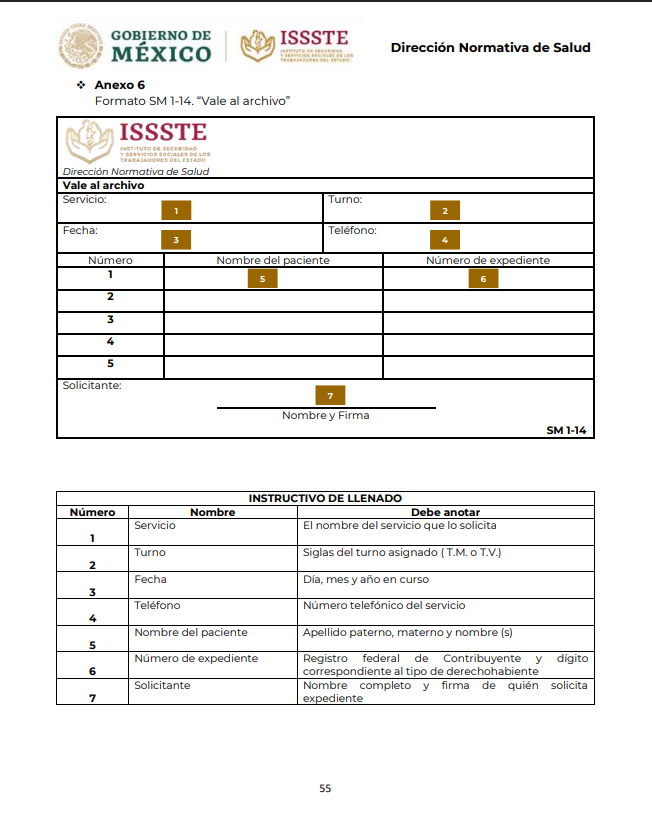 GOBIERNO DE
MÉXICO
ISSSTE
INSTITUTO DE SEGURIDAD
Y SERVICIOS SOCIALES DE LOS
TRABAJADORES DEL ESTADO
Dirección Normativa de Salud
❖ Anexo 6
Formato SM 1-14. “Vale al archivo”
ISSSTE
INSTITUTO DE SEGURIDAD
Y SERVICIOS SOCIALES DE LOS
TRABAJADORES DEL ESTADO
Dirección Normativa de Salud
Vale al archivo
Servicio: 1 Turno: 2
Fecha: 3 Teléfono: 4
Número Nombre del paciente Número de expediente
1 5 6
2
3
4
5
Solicitante:
7
Nombre y Firma
SM 1-14
INSTRUCTIVO DE LLENADO
Número Nombre Debe anotar
1 Servicio El nombre del servicio que lo solicita
2 Turno Siglas del turno asignado ( T.M. o T.V.)
3 Fecha Día, mes y año en curso
4 Teléfono Número telefónico del servicio
5 Nombre del paciente Apellido paterno, materno y nombre (s)
6 Número de expediente Registro federal de Contribuyente y dígito
correspondiente al tipo de derechohabiente
7 Solicitante Nombre completo y firma de quién solicita
expediente
55